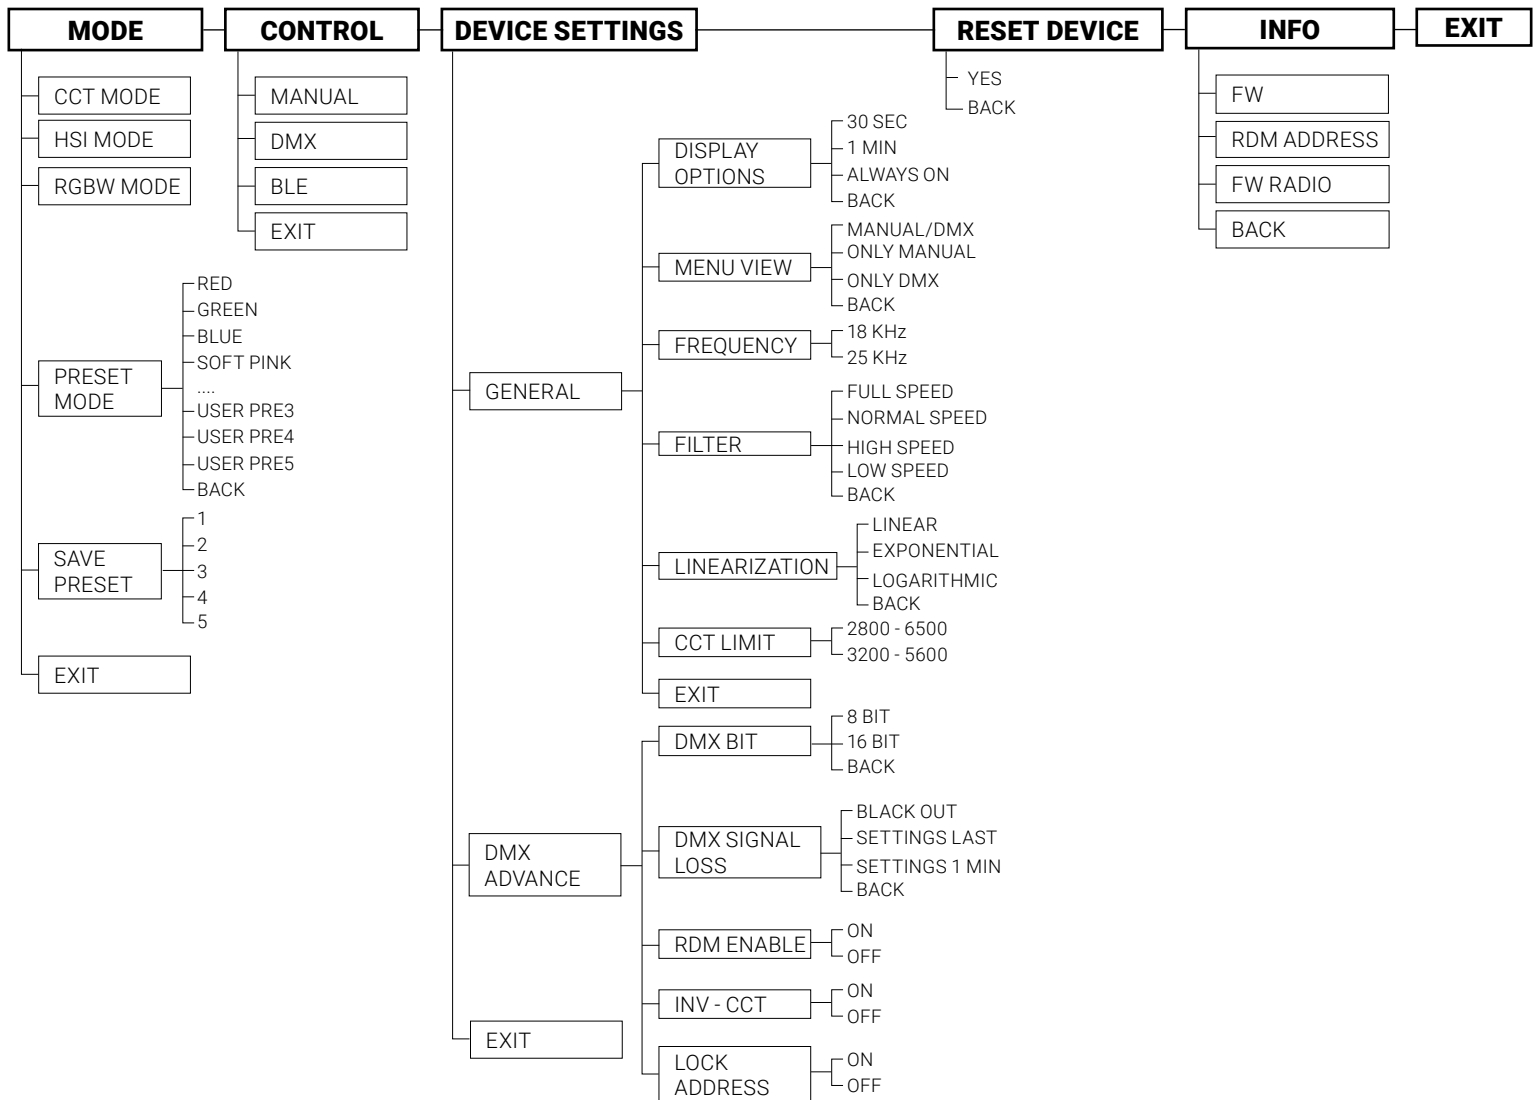 MODE
CONTROL
DEVICE SETTINGS
RESET DEVICE
INFO
EXIT
CCT MODE
HSI MODE
RGBW MODE
PRESET
MODE
RED
GREEN
BLUE
SOFT PINK
....
USER PRE3
USER PRE4
USER PRE5
BACK
SAVE
PRESET
1
2
3
4
5
EXIT
MANUAL
DMX
BLE
EXIT
GENERAL
DISPLAY
OPTIONS
30 SEC
1 MIN
ALWAYS ON
BACK
MENU VIEW
MANUAL/DMX
ONLY MANUAL
ONLY DMX
BACK
FREQUENCY
18 KHz
25 KHz
FILTER
FULL SPEED
NORMAL SPEED
HIGH SPEED
LOW SPEED
BACK
LINEARIZATION
LINEAR
EXPONENTIAL
LOGARITHMIC
BACK
CCT LIMIT
2800 - 6500
3200 - 5600
EXIT
DMX
ADVANCE
DMX BIT
8 BIT
16 BIT
BACK
DMX SIGNAL
LOSS
BLACK OUT
SETTINGS LAST
SETTINGS 1 MIN
BACK
RDM ENABLE
ON
OFF
INV - CCT
ON
OFF
LOCK
ADDRESS
ON
OFF
EXIT
YES
BACK
FW
RDM ADDRESS
FW RADIO
BACK